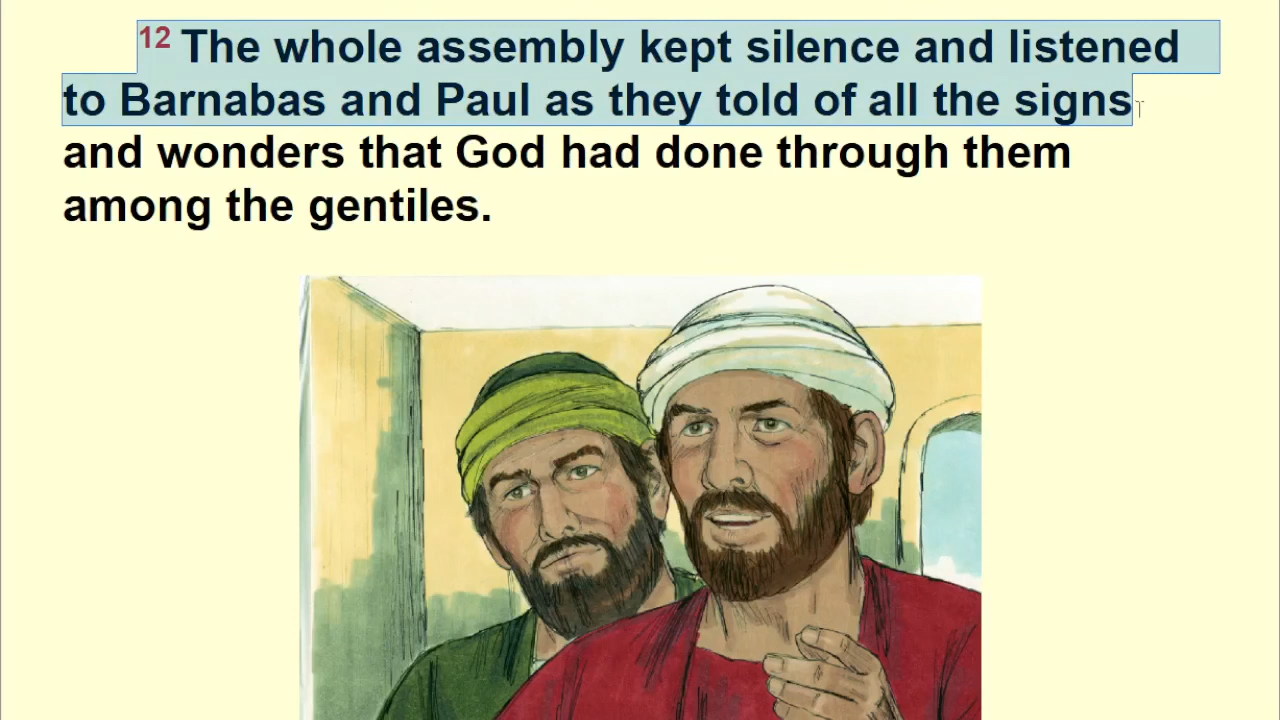 12 The whole assembly kept silence and listened
to Barnabas and Paul as they told of all the signs
and wonders that God had done through them
among the gentiles.